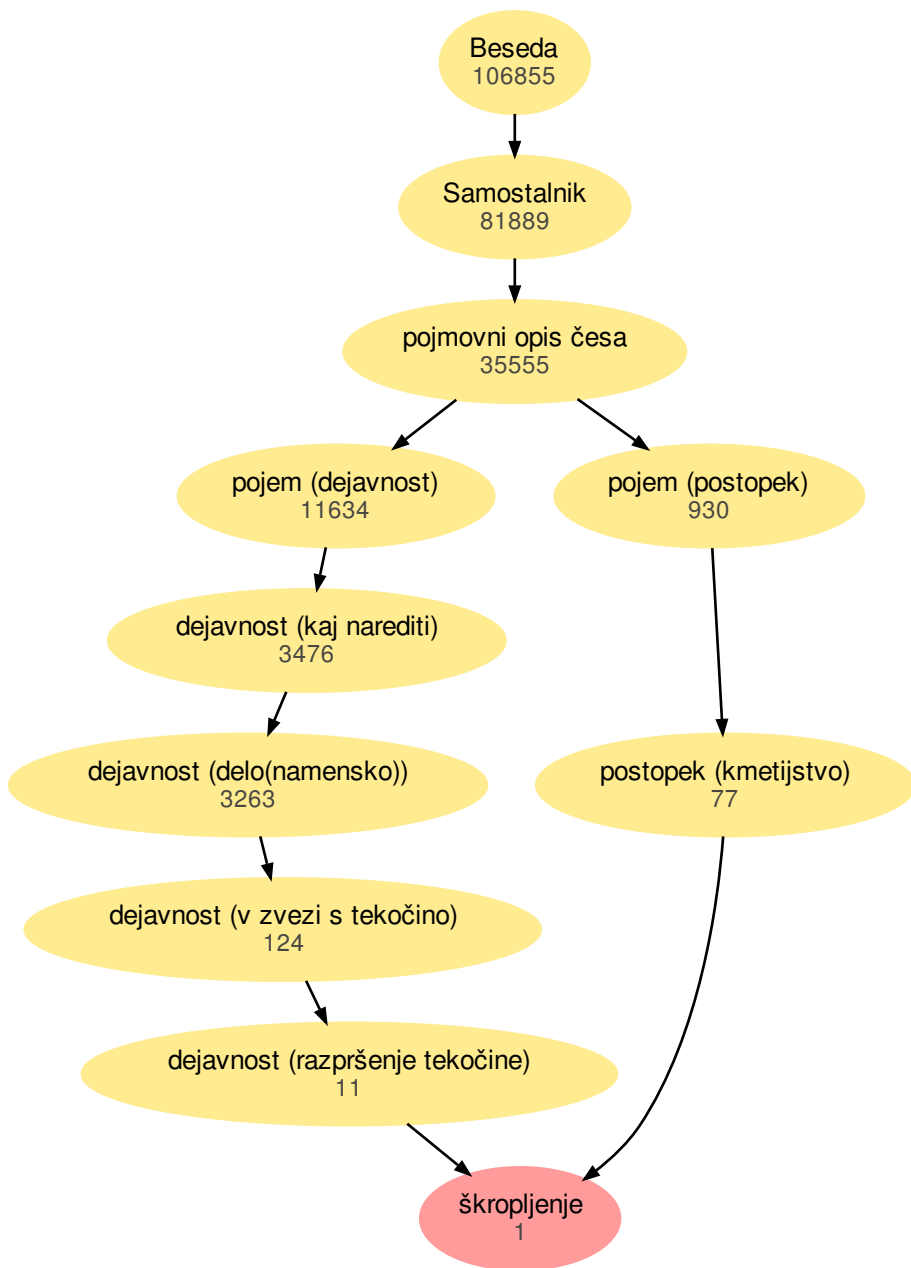 Beseda
106855
Samostalnik
81889
pojmovni opis česa
35555
pojem (dejavnost)
11634
pojem (postopek)
930
dejavnost (kaj narediti)
3476
dejavnost (delo(namensko))
3263
postopek (kmetijstvo)
77
dejavnost (v zvezi s tekočino)
124
dejavnost (razpršenje tekočine)
11
škropljenje
1